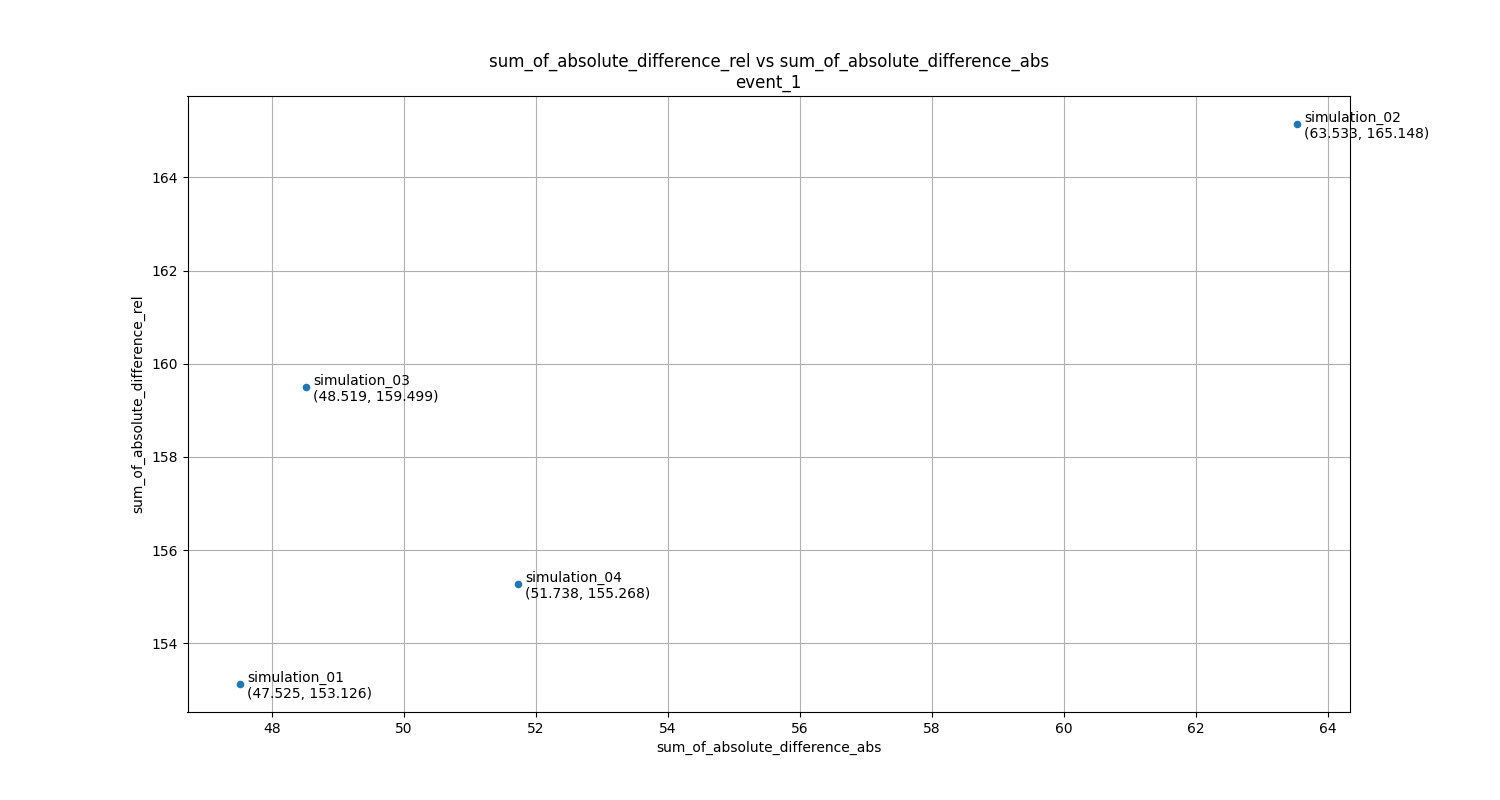 sum_of_absolute_difference_rel vs sum_of_absolute_difference_abs
event_1
simulation_02
(63.533, 165.148)
164
162
160
simulation_03
(48.519, 159.499)
158
156
simulation_04
(51.738, 155.268)
154
simulation_01
(47.525, 153.126)
sum_of_absolute_difference_rel
48 50 52 54 56 58 60 62 64
sum_of_absolute_difference_abs